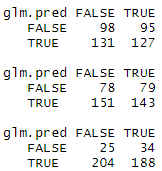 glm.pred FALSE TRUE
FALSE 98 95
TRUE 131 127
glm.pred FALSE TRUE
FALSE 78 79
TRUE 151 143
glm.pred FALSE TRUE
FALSE 25 34
TRUE 204 188